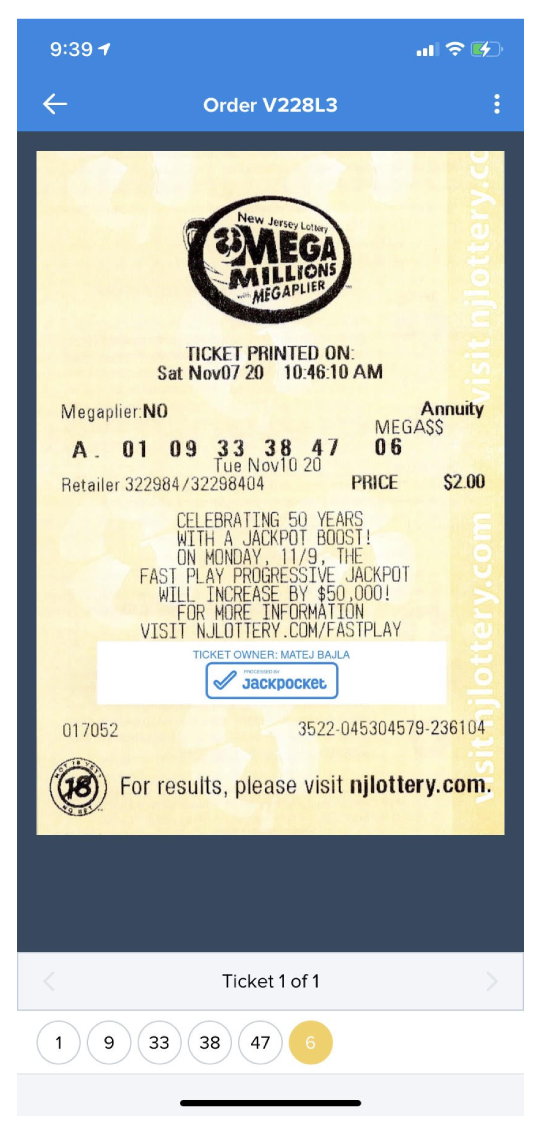 9:39
Order V228L3
New Jersey Lottery
MEGA
MILLIONS
with MEGAPLIER
TICKET PRINTED ON:
Sat Nov07 20 10:46:10 AM
Megaplier:NO Annuity
MEGA$$
A. 01 09 33 38 47 06
Tue Nov10 20
Retailer 322984/32298404 PRICE $2.00
CELEBRATING 50 YEARS
WITH A JACKPOT BOOST!
ON MONDAY, 11/9, THE
FAST PLAY PROGRESSIVE JACKPOT
WILL INCREASE BY $50,000!
FOR MORE INFORMATION
VISIT NJLOTTERY.COM/FASTPLAY
TICKET OWNER: MATEJ BAJLA
PROCESSED BY
Jackpocket
017052 3522-045304579-236104
NOT 18 YET?
18
NO BET
For results, please visit njlottery.com.
visit njlottery.co
visit njlottery.com
Ticket 1 of 1
1 9 33 38 47 6